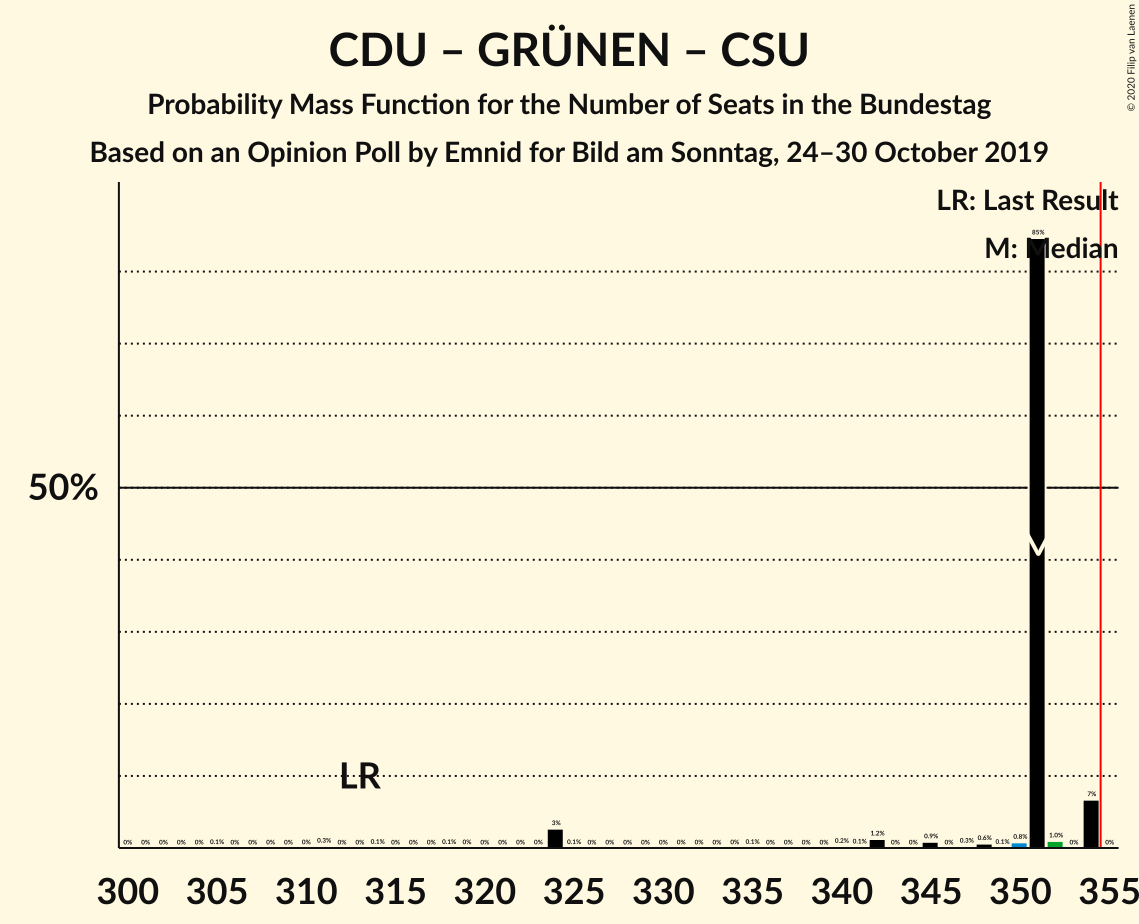 CDU – GRÜNEN – CSU
Probability Mass Function for the Number of Seats in the Bundestag
Based on an Opinion Poll by Emnid for Bild am Sonntag, 24–30 October 2019
© 2020 Filip van Laenen
LR: Last Result
M: Median
50%
LR
M
0% 0% 0% 0% 0% 0.1% 0% 0% 0% 0% 0% 0.3% 0% 0% 0.1% 0% 0% 0% 0.1% 0% 0% 0% 0% 0% 3% 0.1% 0% 0% 0% 0% 0% 0% 0% 0% 0% 0.1% 0% 0% 0% 0% 0.2% 0.1% 1.2% 0% 0% 0.9% 0% 0.3% 0.6% 0.1% 0.8% 85% 1.0% 0% 7% 0%
300 305 310 315 320 325 330 335 340 345 350 355